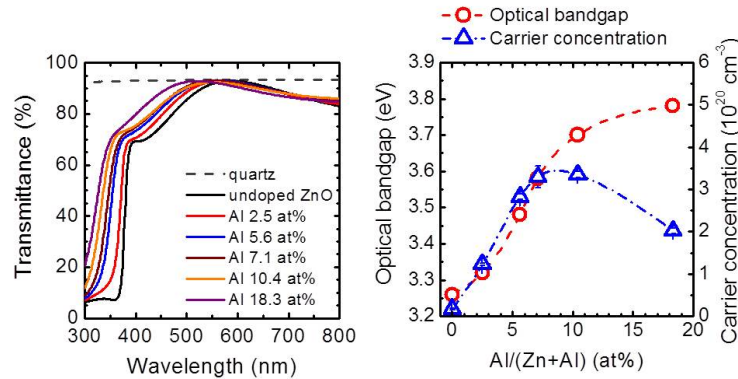 Optical bandgap
Carrier concentration
Transmittance (%)
100
80
60
40
20
0
quartz
undoped ZnO
Al 2.5 at%
Al 5.6 at%
Al 7.1 at%
Al 10.4 at%
Al 18.3 at%
300 400 500 600 700 800
Wavelength (nm)
Optical bandgap (eV)
3.9
3.8
3.7
3.6
3.5
3.4
3.3
3.2
0 5 10 15 20
Al/(Zn+Al) (at%)
6
5
4
3
2
1
0
Carrier concentration (10²⁰ cm⁻³)